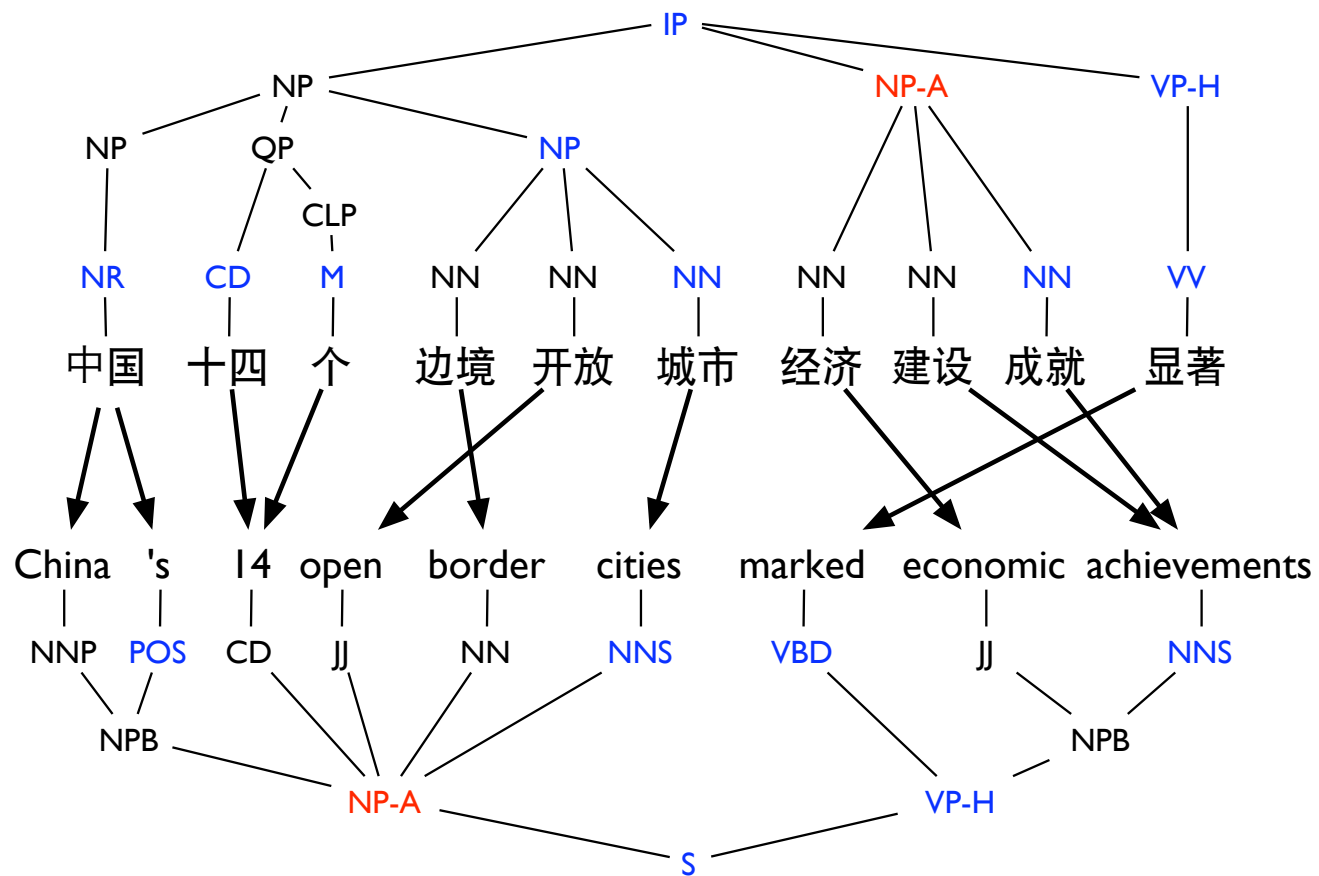 IP
NP NP-A VP-H
NP QP NP
CLP
NR CD M NN NN NN NN NN NN VV
中国 十四 个 边境 开放 城市 经济 建设 成就 显著
China 's 14 open border cities marked economic achievements
NNP POS CD JJ NN NNS VBD JJ NNS
NPB NPB
NP-A VP-H
S